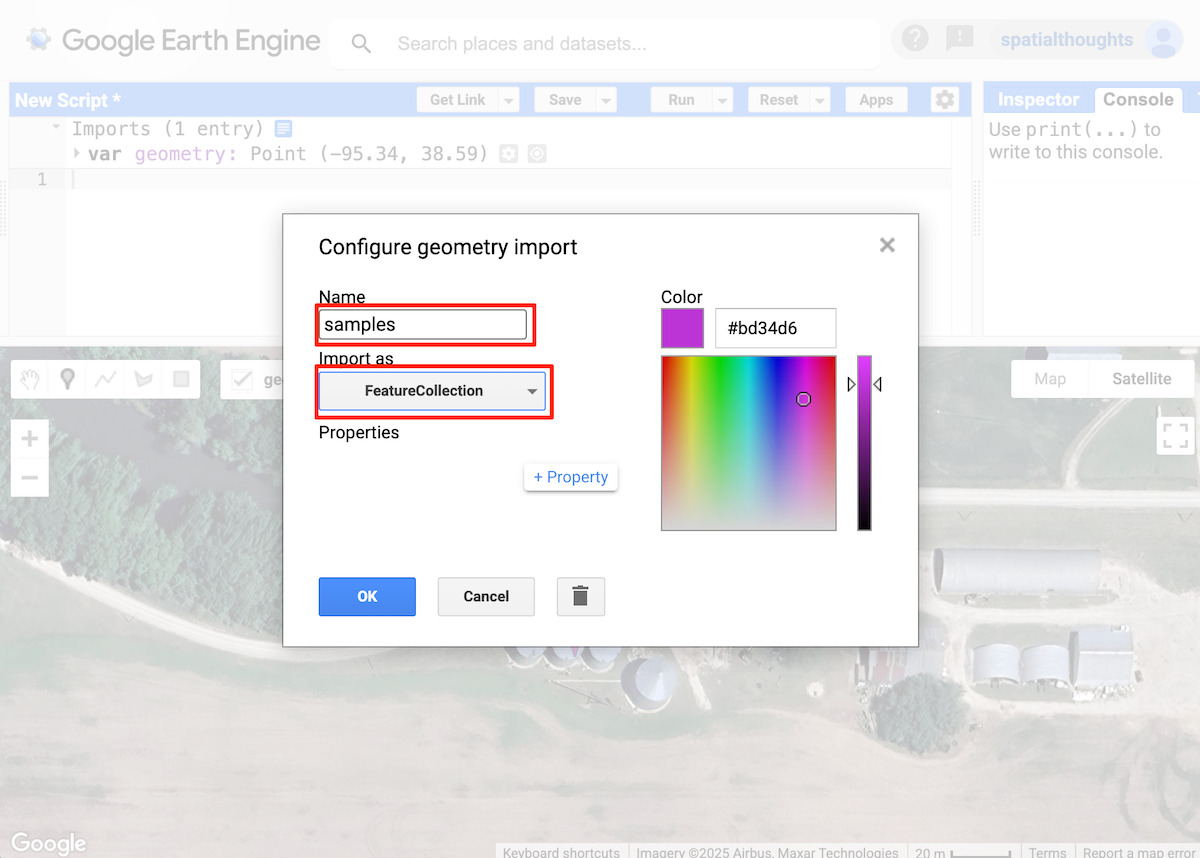 Google Earth Engine
Search places and datasets...
spatialthoughts
New Script *
Get Link
Save
Run
Reset
Apps
Inspector
Console
Imports (1 entry)
var geometry: Point (-95.34, 38.59)
1
Use print(...) to
write to this console.
Configure geometry import
Name
samples
Import as
FeatureCollection
Properties
+ Property
Color
#bd34d6
OK
Cancel
Map
Satellite
Google
Keyboard shortcuts
Imagery ©2025 Airbus, Maxar Technologies
20 m
Terms
Report a map error